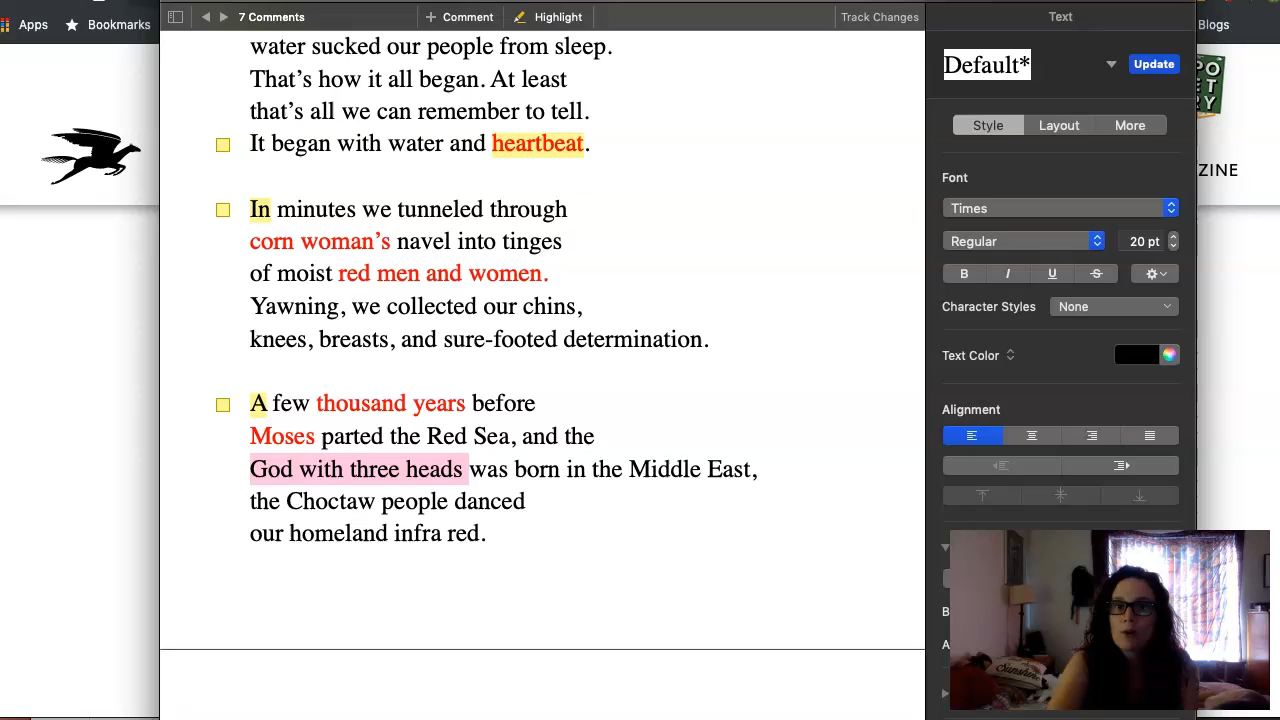 Apps
Bookmarks
7 Comments
+ Comment
Highlight
Track Changes
Text
Blogs
PO
ETRY
ZINE
water sucked our people from sleep.
That’s how it all began. At least
that’s all we can remember to tell.
It began with water and heartbeat.
In minutes we tunneled through
corn woman’s navel into tinges
of moist red men and women.
Yawning, we collected our chins,
knees, breasts, and sure-footed determination.
A few thousand years before
Moses parted the Red Sea, and the
God with three heads was born in the Middle East,
the Choctaw people danced
our homeland infra red.
Default*
Update
Style
Layout
More
Font
Times
Regular
20 pt
B
I
U
S
Character Styles
None
Text Color
Alignment
B
A
Sunshine